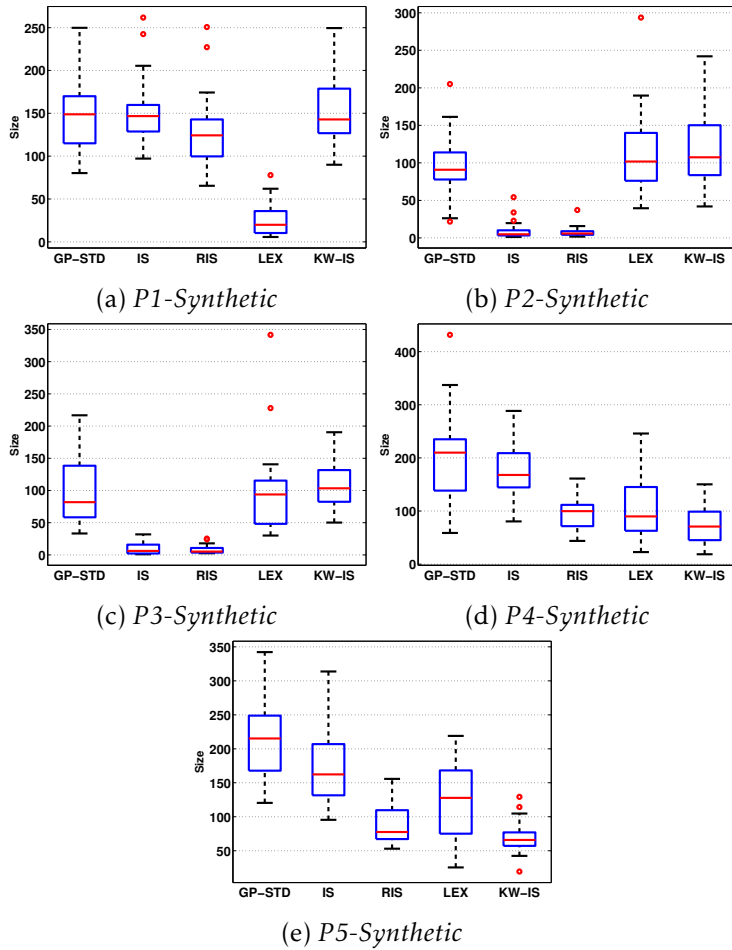 250
200
150
100
50
0
Size
GP−STD IS RIS LEX KW−IS
(a) P1-Synthetic
300
250
200
150
100
50
0
Size
GP−STD IS RIS LEX KW−IS
(b) P2-Synthetic
350
300
250
200
150
100
50
0
Size
GP−STD IS RIS LEX KW−IS
(c) P3-Synthetic
400
300
200
100
0
Size
GP−STD IS RIS LEX KW−IS
(d) P4-Synthetic
350
300
250
200
150
100
50
Size
GP−STD IS RIS LEX KW−IS
(e) P5-Synthetic